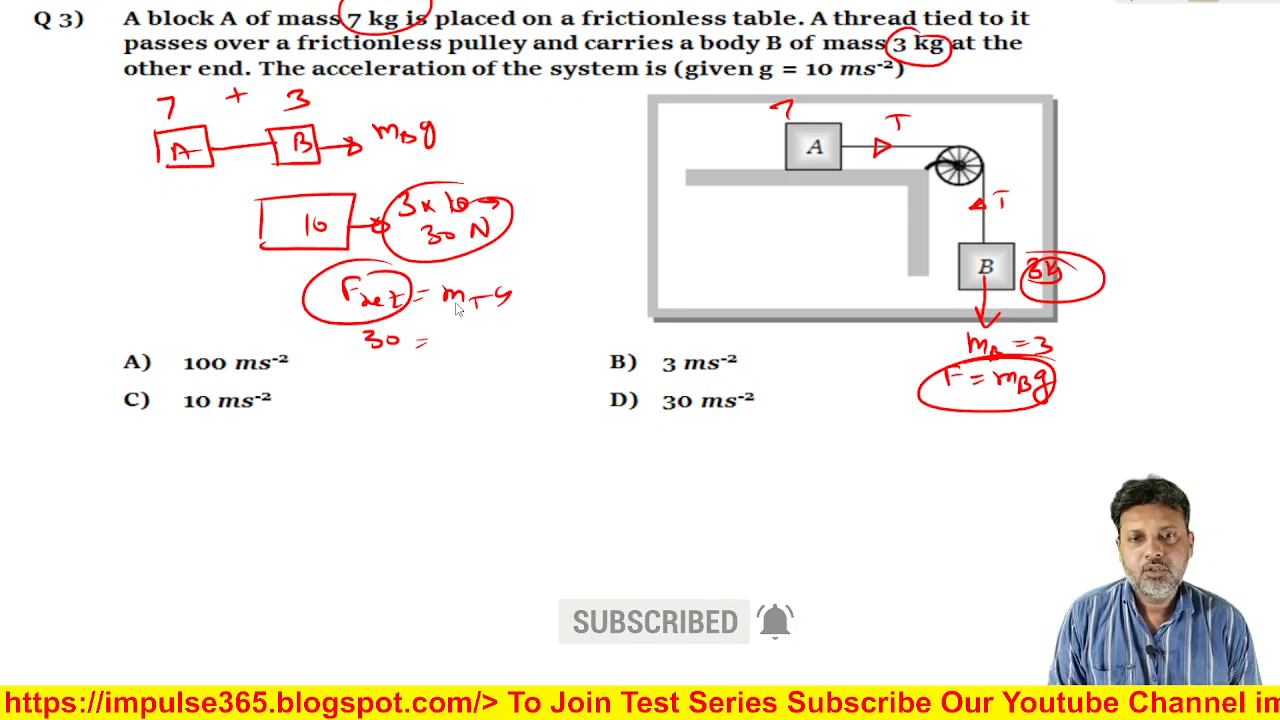 Q 3) A block A of mass 7 kg is placed on a frictionless table. A thread tied to it
passes over a frictionless pulley and carries a body B of mass 3 kg at the
other end. The acceleration of the system is (given g = 10 ms⁻²)
7 + 3
A B mBg
10 3 × 10
30 N
Fnet = mT
30 =
7
A T
T
B
mB = 3
F = mBg
A) 100 ms⁻² B) 3 ms⁻²
C) 10 ms⁻² D) 30 ms⁻²
SUBSCRIBED
https://impulse365.blogspot.com/> To Join Test Series Subscribe Our Youtube Channel